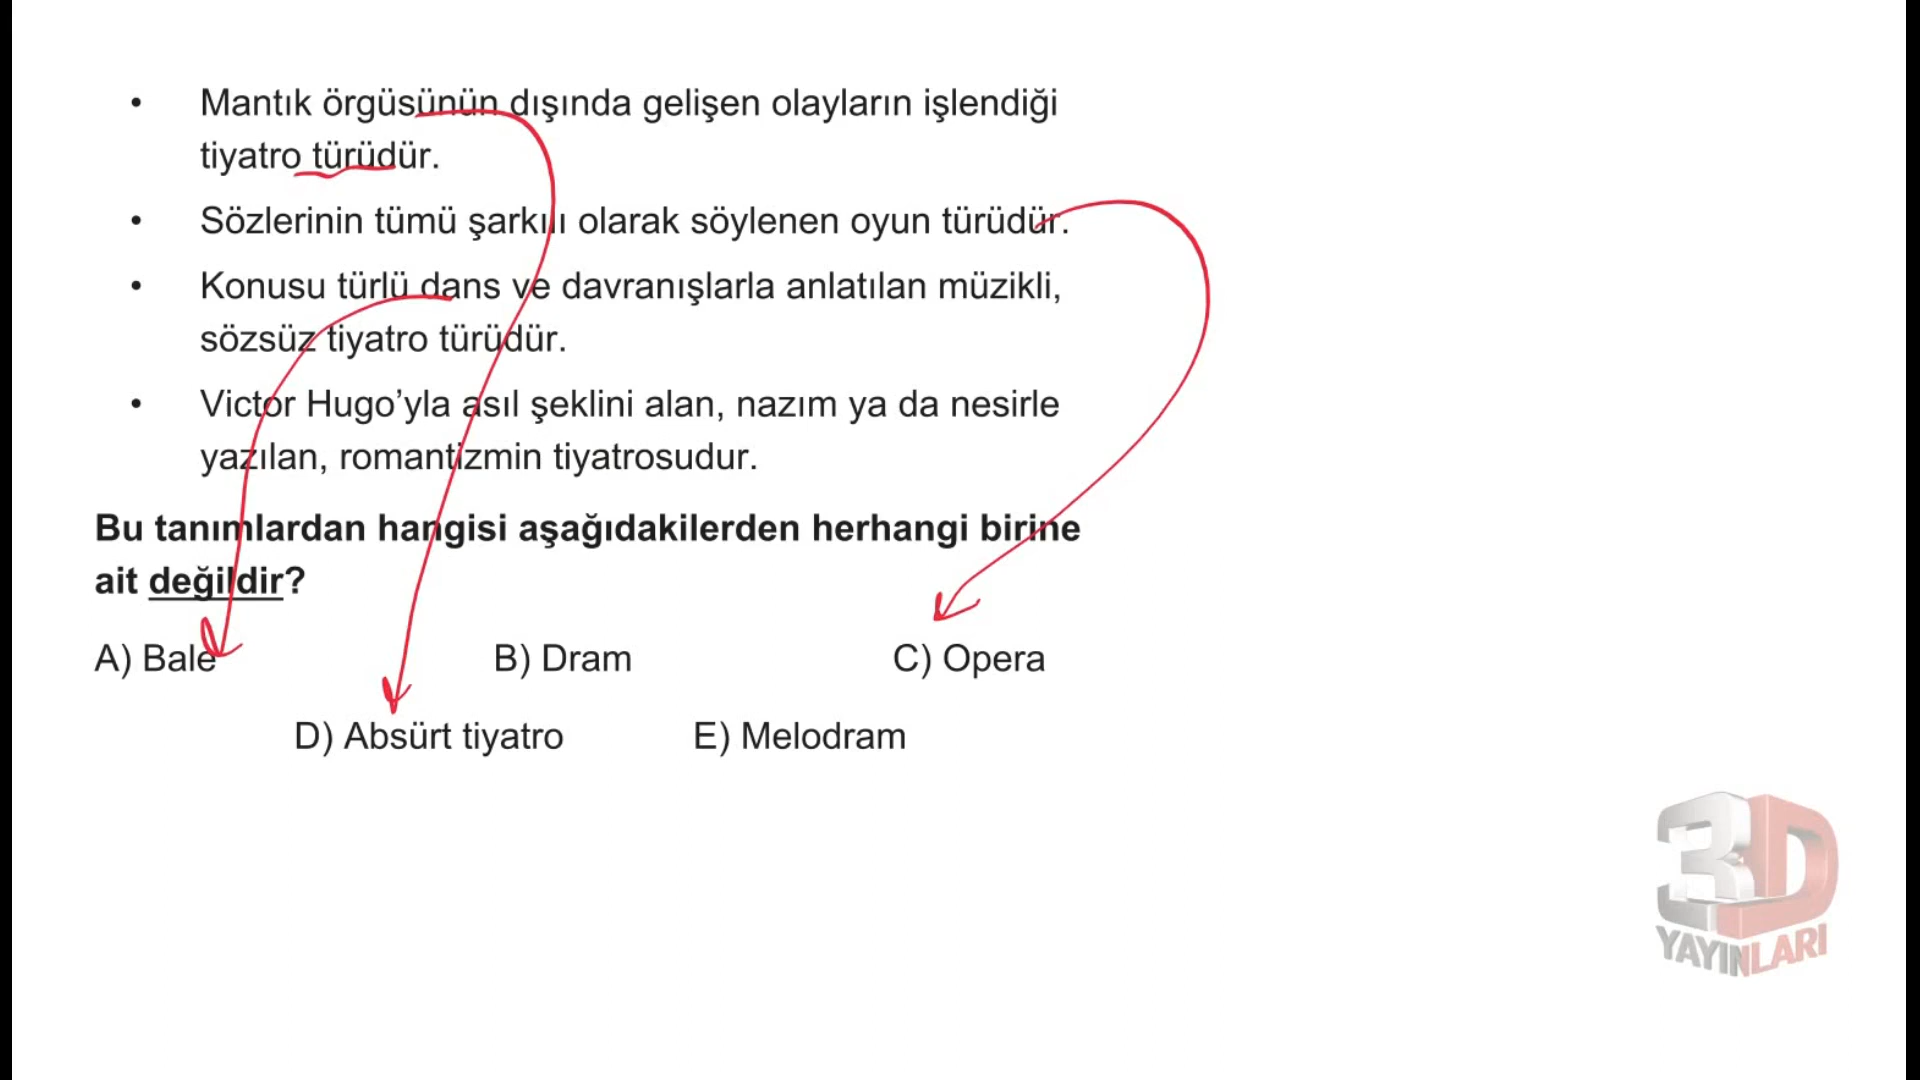 • Mantık örgüsünün dışında gelişen olayların işlendiği
tiyatro türüdür.
• Sözlerinin tümü şarkılı olarak söylenen oyun türüdür.
• Konusu türlü dans ve davranışlarla anlatılan müzikli,
sözsüz tiyatro türüdür.
• Victor Hugo’yla asıl şeklini alan, nazım ya da nesirle
yazılan, romantizmin tiyatrosudur.
Bu tanımlardan hangisi aşağıdakilerden herhangi birine
ait değildir?
A) Bale B) Dram C) Opera
D) Absürt tiyatro E) Melodram
3D
YAYINLARI